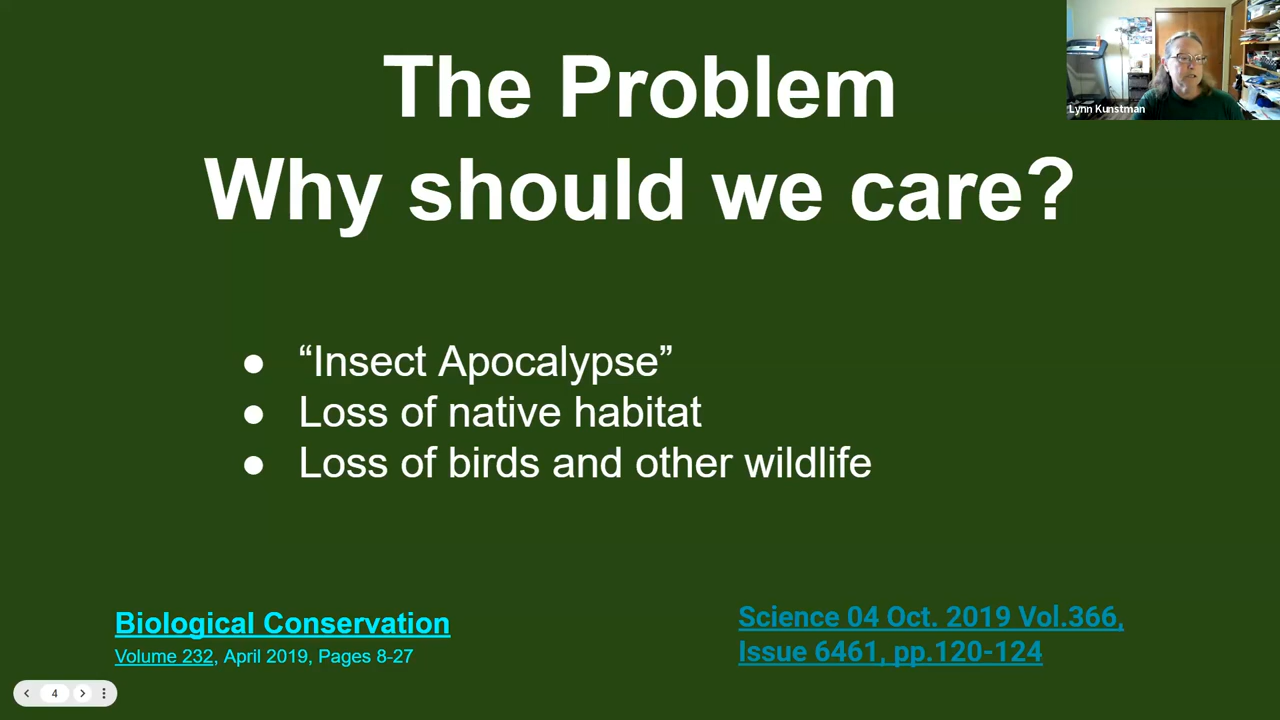 The Problem
Why should we care?
Lynn Kunstman
● “Insect Apocalypse”
● Loss of native habitat
● Loss of birds and other wildlife
Biological Conservation
Volume 232, April 2019, Pages 8-27
Science 04 Oct. 2019 Vol.366,
Issue 6461, pp.120-124
4